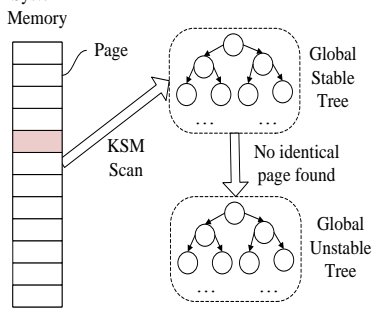 Memory
Page
KSM
Scan
Global
Stable
Tree
... ...
No identical
page found
Global
Unstable
Tree
... ...